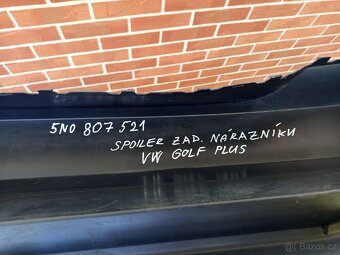 5N0 807 521
SPOILER ZAD. NÁRAZNÍKU
VW GOLF PLUS
Bazoš.cz